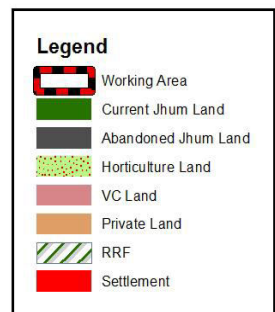 Legend
Working Area
Current Jhum Land
Abandoned Jhum Land
Horticulture Land
VC Land
Private Land
RRF
Settlement